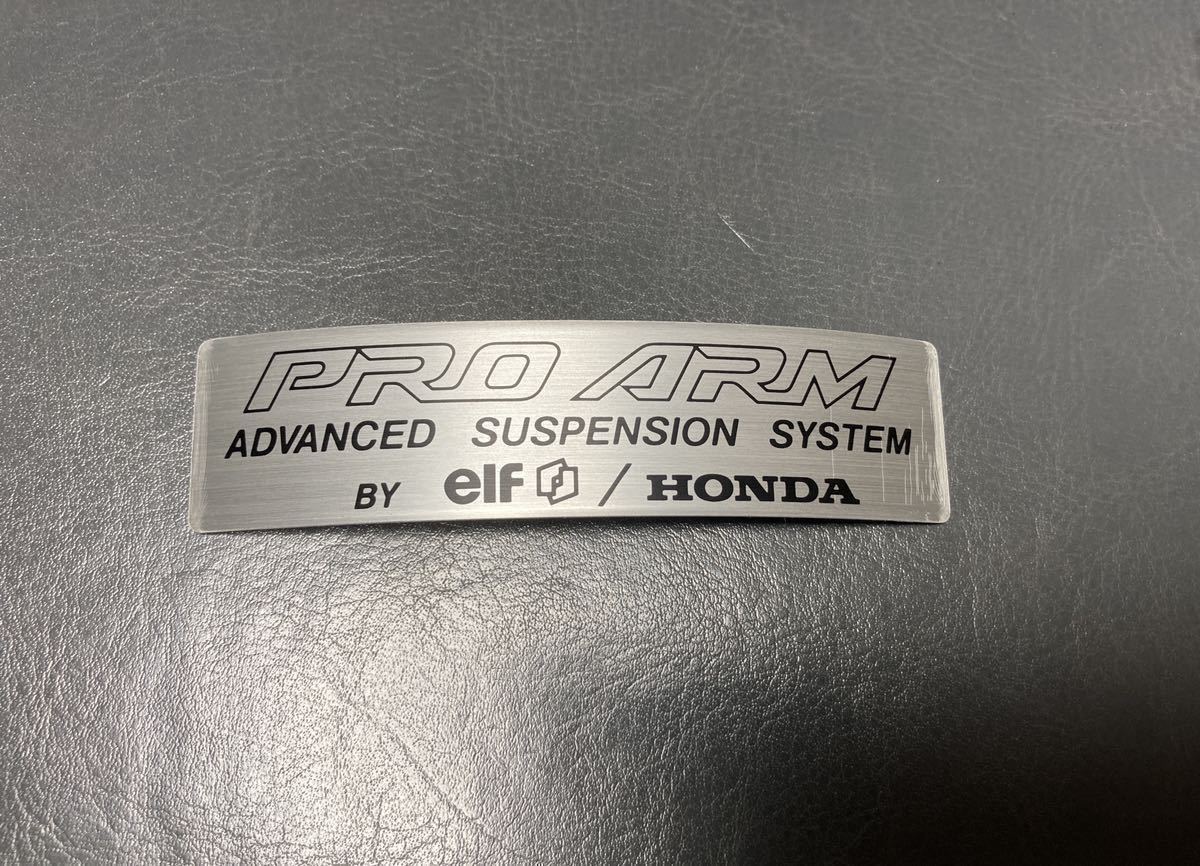 PRO ARM
ADVANCED SUSPENSION SYSTEM
BY elf / HONDA